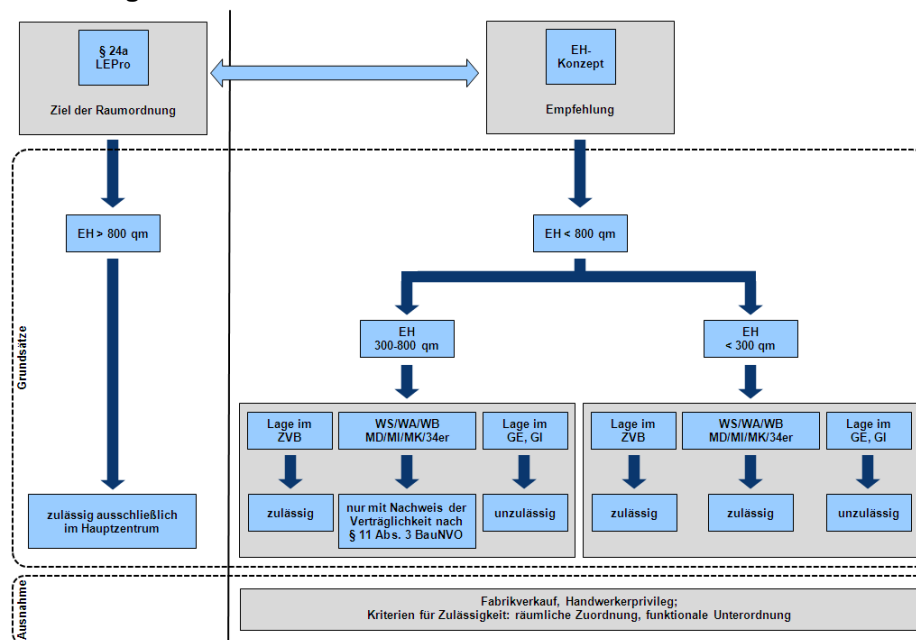 § 24a
LEPro
Ziel der Raumordnung
EH-
Konzept
Empfehlung
Grundsätze
EH > 800 qm
EH < 800 qm
EH
300-800 qm
EH
< 300 qm
Lage im
ZVB
WS/WA/WB
MD/MI/MK/34er
Lage im
GE, GI
Lage im
ZVB
WS/WA/WB
MD/MI/MK/34er
Lage im
GE, GI
zulässig ausschließlich
im Hauptzentrum
zulässig
nur mit Nachweis der
Verträglichkeit nach
§ 11 Abs. 3 BauNVO
unzulässig
zulässig
zulässig
unzulässig
Ausnahme
Fabrikverkauf, Handwerkerprivileg;
Kriterien für Zulässigkeit: räumliche Zuordnung, funktionale Unterordnung